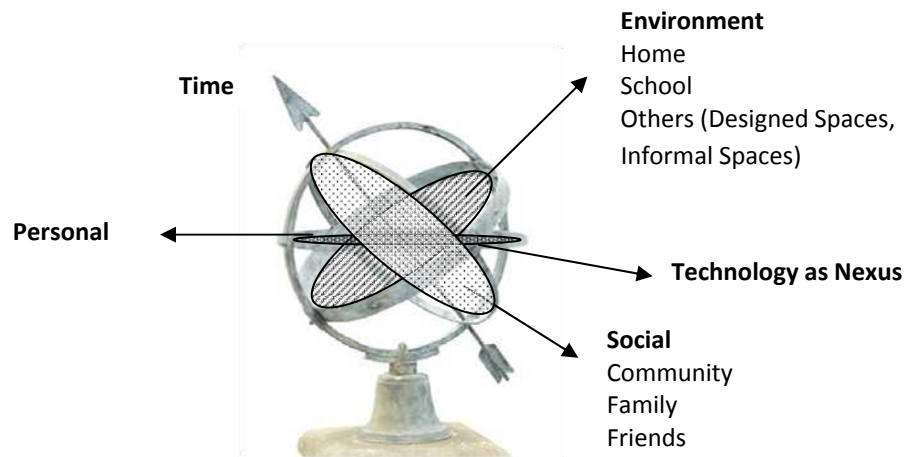 Environment
Home
School
Others (Designed Spaces,
Informal Spaces)
Time
Personal
Technology as Nexus
Social
Community
Family
Friends